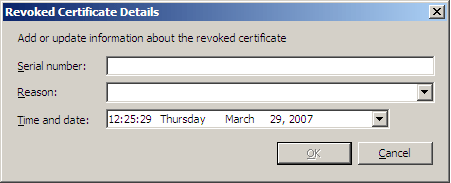 Revoked Certificate Details
Add or update information about the revoked certificate
Serial number:
Reason:
Time and date: 12:25:29 Thursday March 29, 2007
OK Cancel